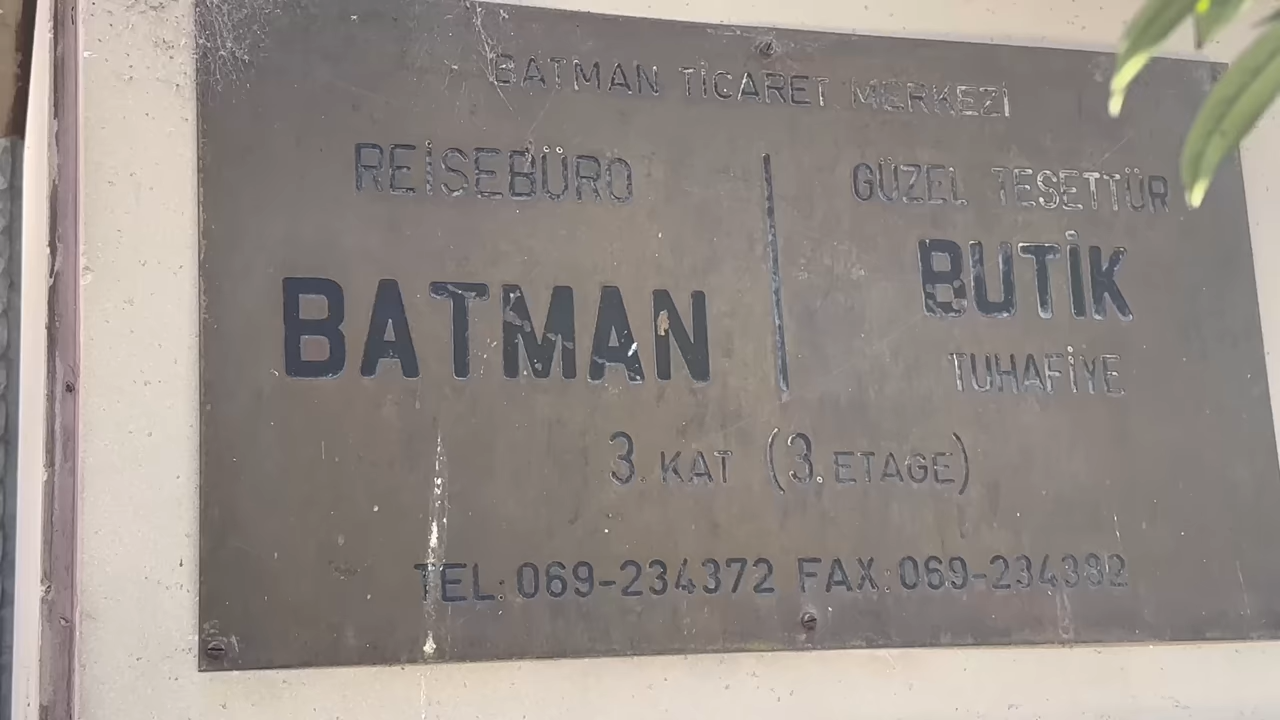 BATMAN TİCARET MERKEZİ
REİSEBÜRO
BATMAN
GÜZEL TESETTÜR
BUTİK
TUHAFİYE
3. KAT (3. ETAGE)
TEL: 069-234372 FAX: 069-234382